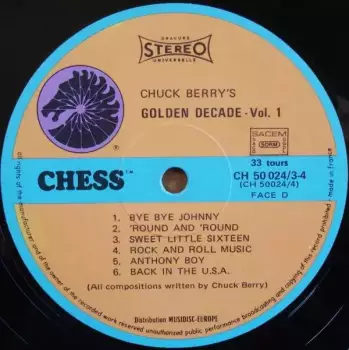 GRAVURE
STEREO
UNIVERSELLE
CHUCK BERRY'S
GOLDEN DECADE - Vol. 1
SACEM
SDRM
33 tours
CHESS™
CH 50 024/3-4
(CH 50024/4)
FACE D
1. BYE BYE JOHNNY
2. 'ROUND AND 'ROUND
3. SWEET LITTLE SIXTEEN
4. ROCK AND ROLL MUSIC
5. ANTHONY BOY
6. BACK IN THE U.S.A.
(All compositions written by Chuck Berry)
Distribution MUSIDISC-EUROPE
all rights of the manufacturer and of the owner of the recorded work reserved unauthorised public performance broadcasting and copying of this record prohibited
made in france